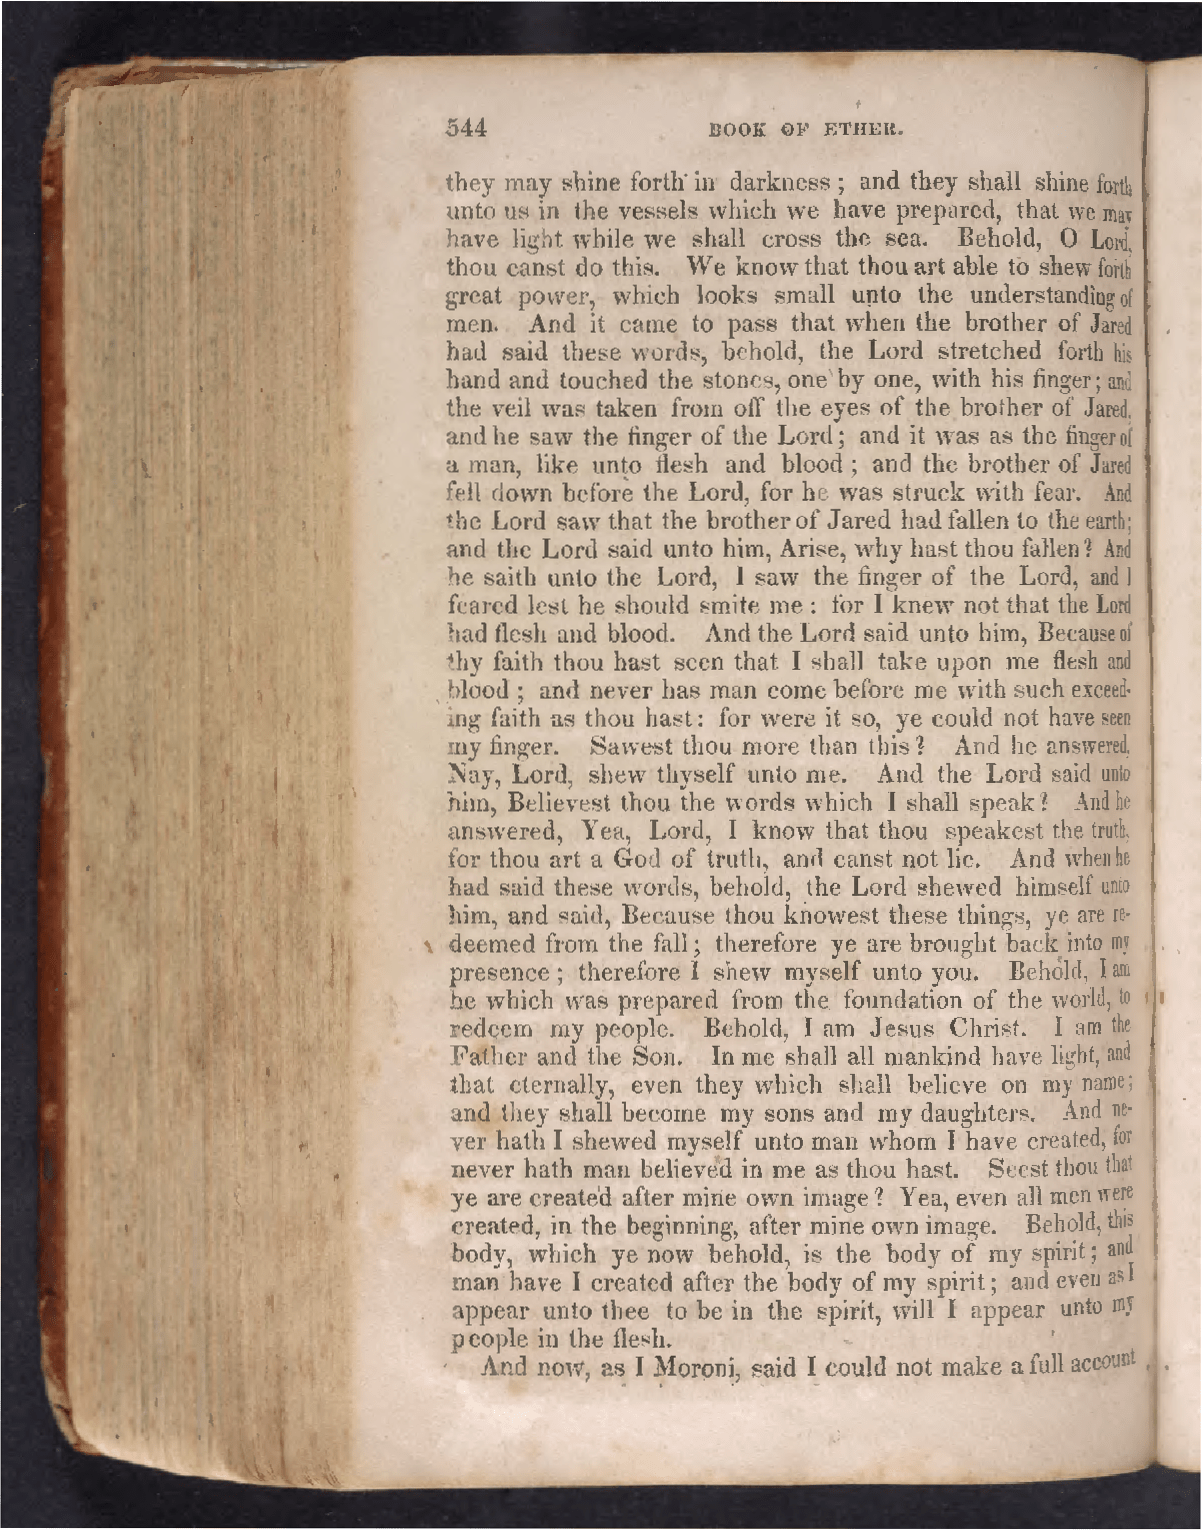 544 BOOK OF ETHER.
they may shine forth in darkness; and they shall shine forth
unto us in the vessels which we have prepared, that we may
have light while we shall cross the sea. Behold, O Lord,
thou canst do this. We know that thou art able to shew forth
great power, which looks small unto the understanding of
men. And it came to pass that when the brother of Jared
had said these words, behold, the Lord stretched forth his
hand and touched the stones, one by one, with his finger; and
the veil was taken from off the eyes of the brother of Jared,
and he saw the finger of the Lord; and it was as the finger of
a man, like unto flesh and blood; and the brother of Jared
fell down before the Lord, for he was struck with fear. And
the Lord saw that the brother of Jared had fallen to the earth;
and the Lord said unto him, Arise, why hast thou fallen? And
he saith unto the Lord, I saw the finger of the Lord, and I
feared lest he should smite me: for I knew not that the Lord
had flesh and blood. And the Lord said unto him, Because of
thy faith thou hast seen that I shall take upon me flesh and
blood; and never has man come before me with such exceed-
ing faith as thou hast: for were it so, ye could not have seen
my finger. Sawest thou more than this? And he answered,
Nay, Lord, shew thyself unto me. And the Lord said unto
him, Believest thou the words which I shall speak? And he
answered, Yea, Lord, I know that thou speakest the truth,
for thou art a God of truth, and canst not lie. And when he
had said these words, behold, the Lord shewed himself unto
him, and said, Because thou knowest these things, ye are re-
deemed from the fall; therefore ye are brought back into my
presence; therefore I shew myself unto you. Behold, I am
he which was prepared from the foundation of the world, to
redeem my people. Behold, I am Jesus Christ. I am the
Father and the Son. In me shall all mankind have light, and
that eternally, even they which shall believe on my name;
and they shall become my sons and my daughters. And ne-
ver hath I shewed myself unto man whom I have created, for
never hath man believed in me as thou hast. Seest thou that
ye are created after mine own image? Yea, even all men were
created, in the beginning, after mine own image. Behold, this
body, which ye now behold, is the body of my spirit; and
man have I created after the body of my spirit; and even as I
appear unto thee to be in the spirit, will I appear unto my
people in the flesh.
And now, as I Moroni, said I could not make a full account